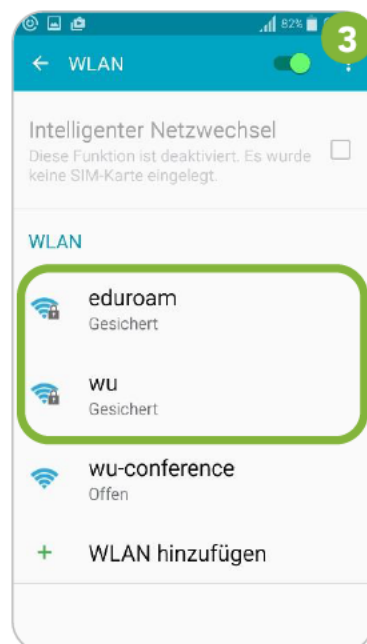 82%
3
WLAN
Intelligenter Netzwechsel
Diese Funktion ist deaktiviert. Es wurde
keine SIM-Karte eingelegt.
WLAN
eduroam
Gesichert
wu
Gesichert
wu-conference
Offen
+ WLAN hinzufügen